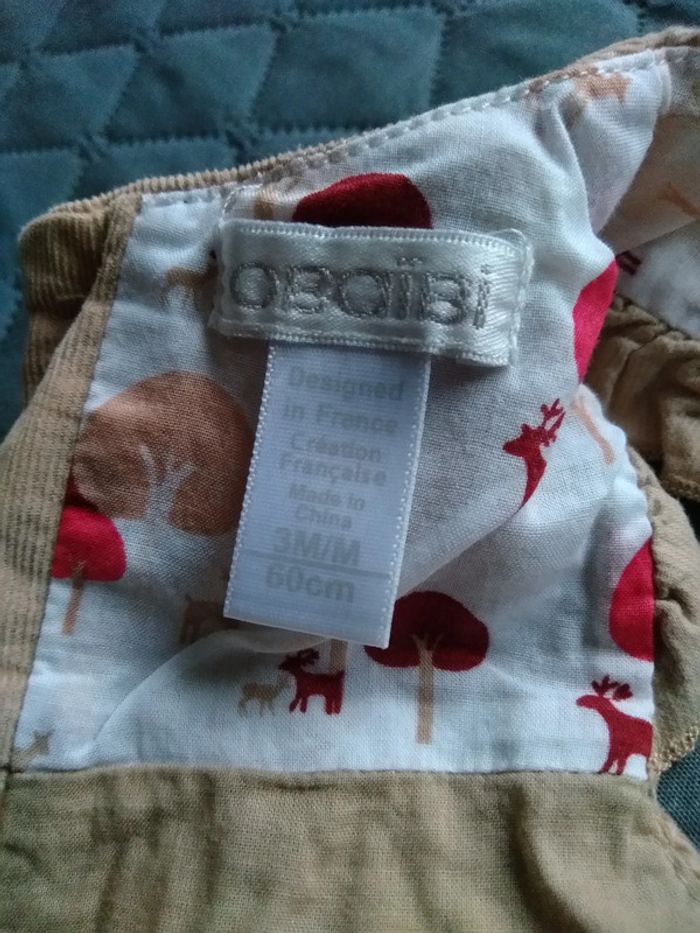 OBAÏBI
Designed
in France
Création
Française
Made in
China
3M/M
60cm